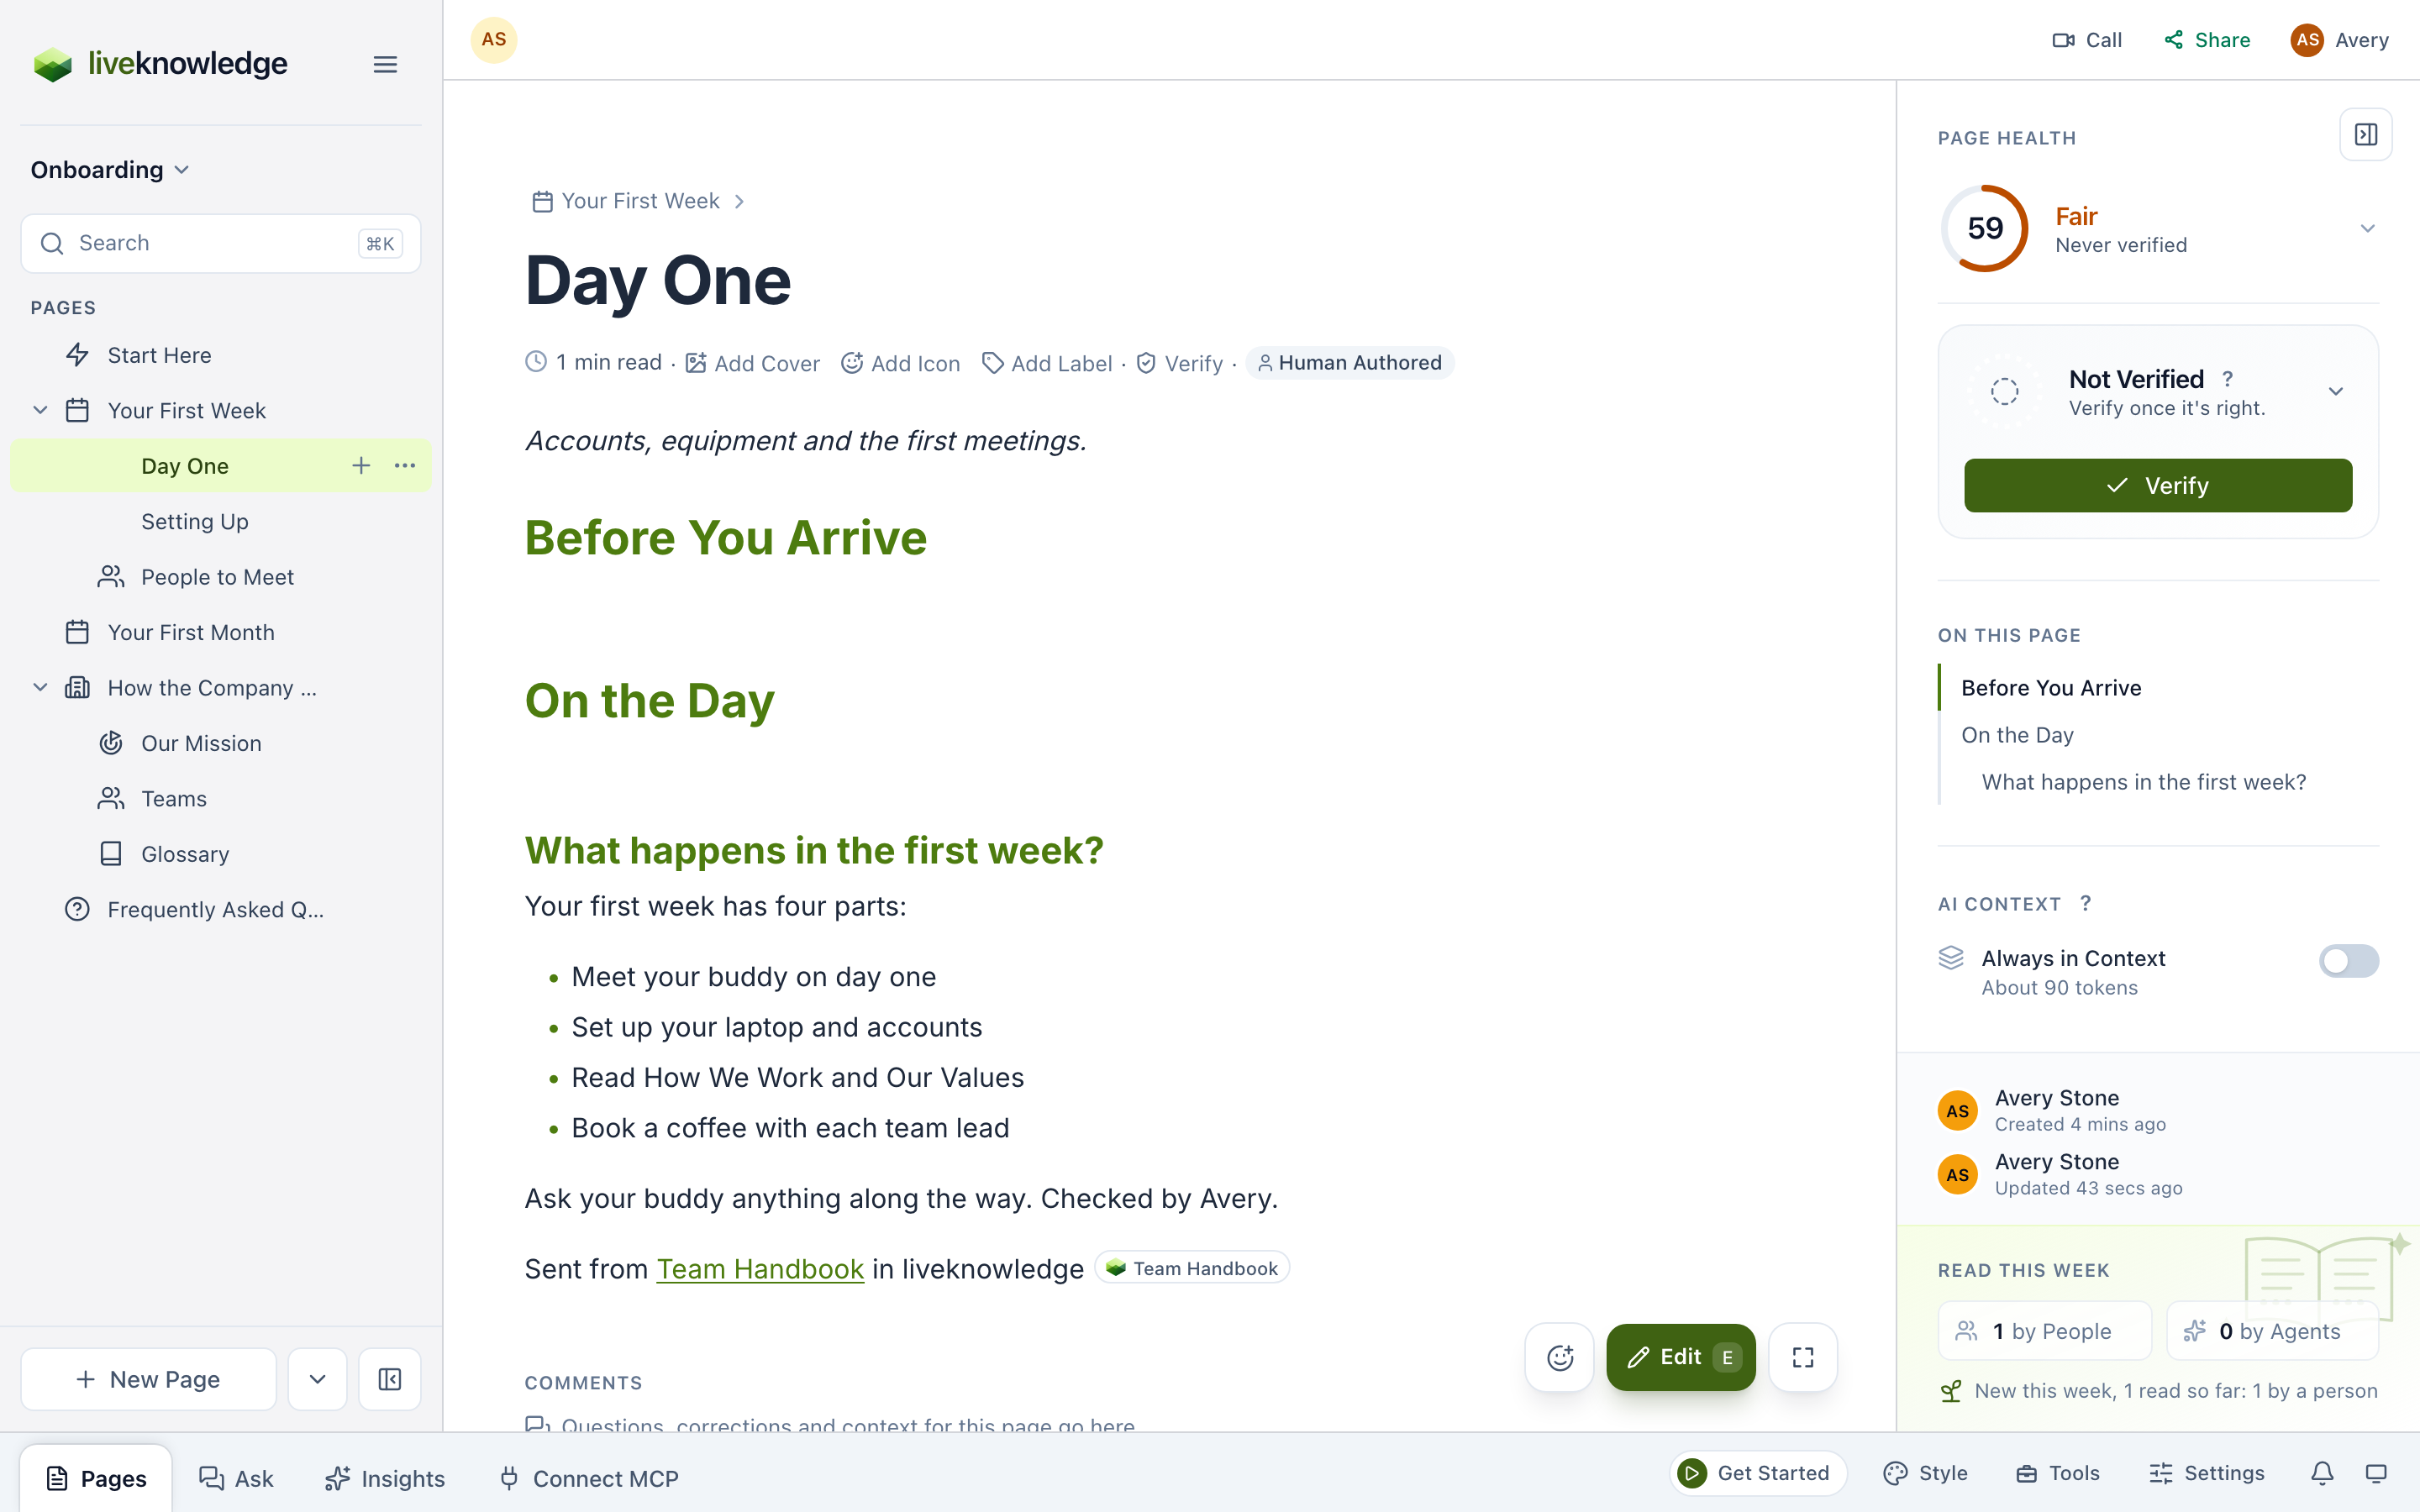 liveknowledge
Onboarding
Search
⌘K
PAGES
Start Here
Your First Week
Day One
Setting Up
People to Meet
Your First Month
How the Company ...
Our Mission
Teams
Glossary
Frequently Asked Q...
New Page
AS
Call
Share
AS
Avery
Your First Week
Day One
1 min read · Add Cover Add Icon Add Label · Verify · Human Authored
Accounts, equipment and the first meetings.
Before You Arrive
On the Day
What happens in the first week?
Your first week has four parts:
• Meet your buddy on day one
• Set up your laptop and accounts
• Read How We Work and Our Values
• Book a coffee with each team lead
Ask your buddy anything along the way. Checked by Avery.
Sent from Team Handbook in liveknowledge Team Handbook
COMMENTS
Questions, corrections and context for this page go here
Edit E
PAGE HEALTH
59
Fair
Never verified
Not Verified ?
Verify once it's right.
Verify
ON THIS PAGE
Before You Arrive
On the Day
What happens in the first week?
AI CONTEXT ?
Always in Context
About 90 tokens
AS
Avery Stone
Created 4 mins ago
AS
Avery Stone
Updated 43 secs ago
READ THIS WEEK
1 by People
0 by Agents
New this week, 1 read so far: 1 by a person
Pages
Ask
Insights
Connect MCP
Get Started
Style
Tools
Settings